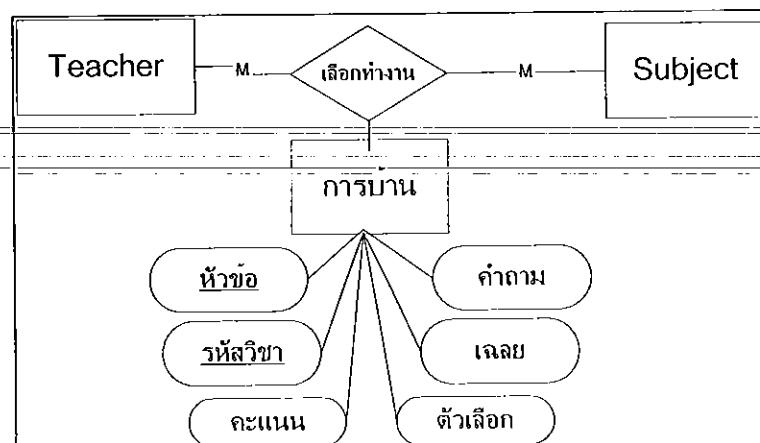 Teacher
M
เลือกทำงาน
M
Subject
การบาน
หัวข้อ
คำถาม
รหัสวิชา
เฉลย
คะแนน
ตัวเลือก